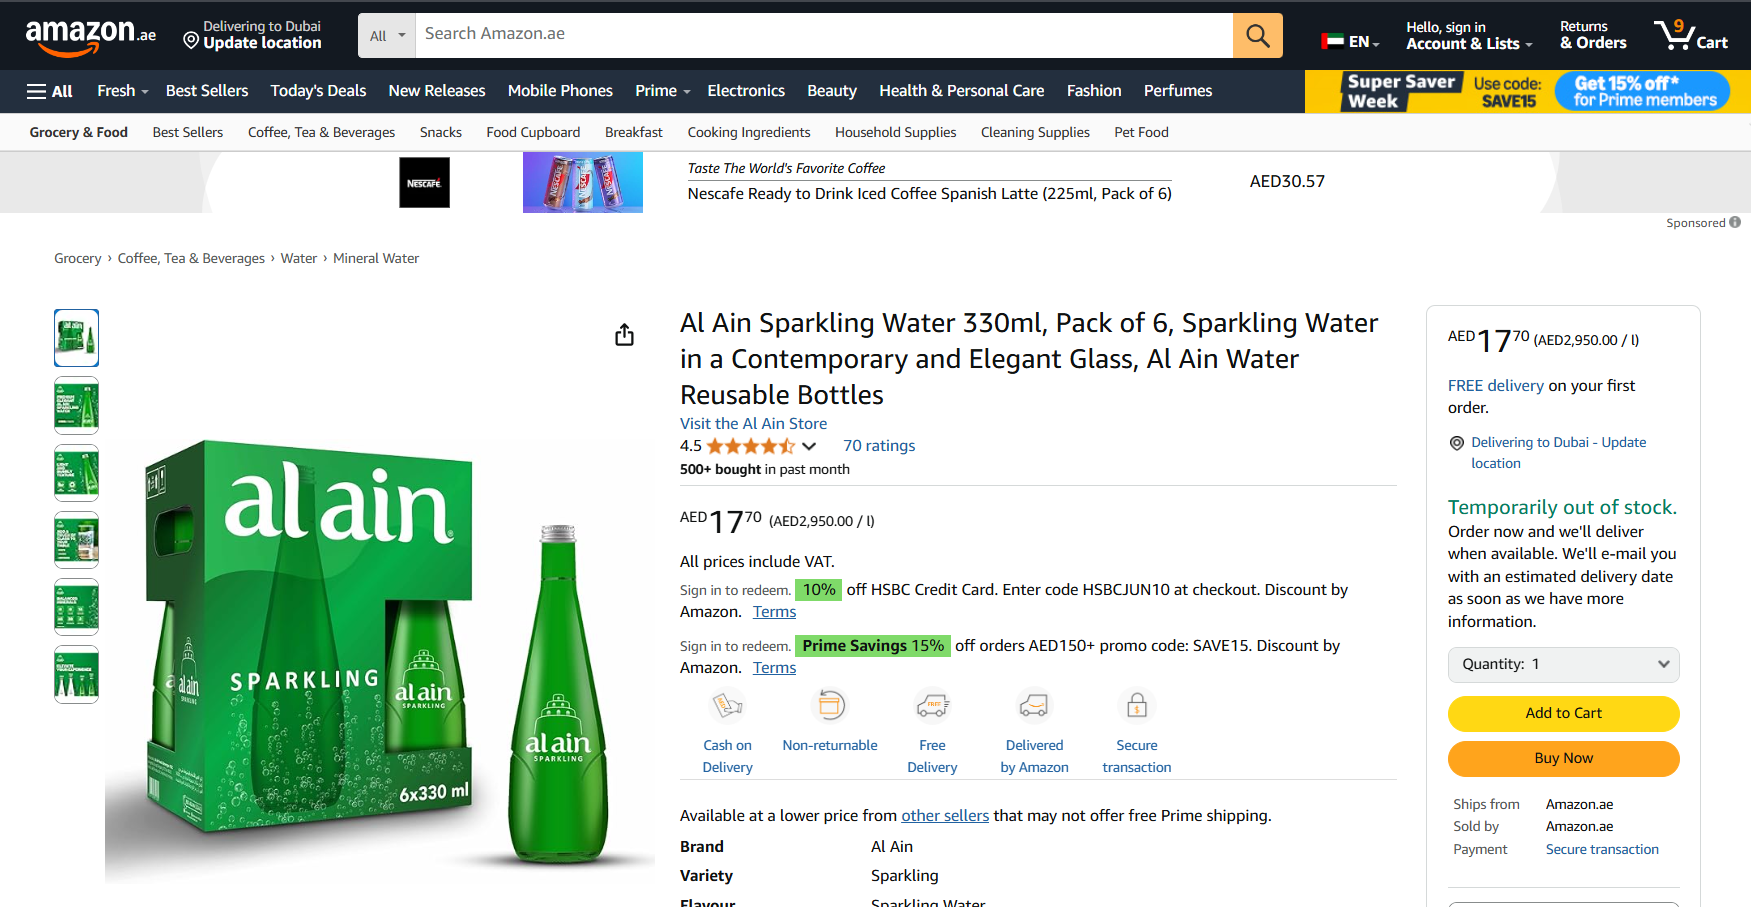 amazon.ae
Delivering to Dubai
Update location
All
Search Amazon.ae
EN
Hello, sign in
Account & Lists
Returns
& Orders
9
Cart
All
Fresh
Best Sellers
Today's Deals
New Releases
Mobile Phones
Prime
Electronics
Beauty
Health & Personal Care
Fashion
Perfumes
Super Saver
Week
Use code:
SAVE15
Get 15% off*
for Prime members
Grocery & Food
Best Sellers
Coffee, Tea & Beverages
Snacks
Food Cupboard
Breakfast
Cooking Ingredients
Household Supplies
Cleaning Supplies
Pet Food
NESCAFÉ
Taste The World's Favorite Coffee
Nescafe Ready to Drink Iced Coffee Spanish Latte (225ml, Pack of 6)
AED30.57
Sponsored
Grocery › Coffee, Tea & Beverages › Water › Mineral Water
al ain
SPARKLING
al ain
SPARKLING
6x330 ml
al ain
SPARKLING
Al Ain Sparkling Water 330ml, Pack of 6, Sparkling Water
in a Contemporary and Elegant Glass, Al Ain Water
Reusable Bottles
Visit the Al Ain Store
4.5
70 ratings
500+ bought in past month
AED 17 70 (AED2,950.00 / l)
All prices include VAT.
Sign in to redeem. 10% off HSBC Credit Card. Enter code HSBCJUN10 at checkout. Discount by
Amazon. Terms
Sign in to redeem. Prime Savings 15% off orders AED150+ promo code: SAVE15. Discount by
Amazon. Terms
Cash on
Delivery
Non-returnable
Free
Delivery
Delivered
by Amazon
Secure
transaction
Available at a lower price from other sellers that may not offer free Prime shipping.
Brand Al Ain
Variety Sparkling
Flavour Sparkling Water
AED 17 70 (AED2,950.00 / l)
FREE delivery on your first
order.
Delivering to Dubai - Update
location
Temporarily out of stock.
Order now and we'll deliver
when available. We'll e-mail you
with an estimated delivery date
as soon as we have more
information.
Quantity: 1
Add to Cart
Buy Now
Ships from Amazon.ae
Sold by Amazon.ae
Payment Secure transaction